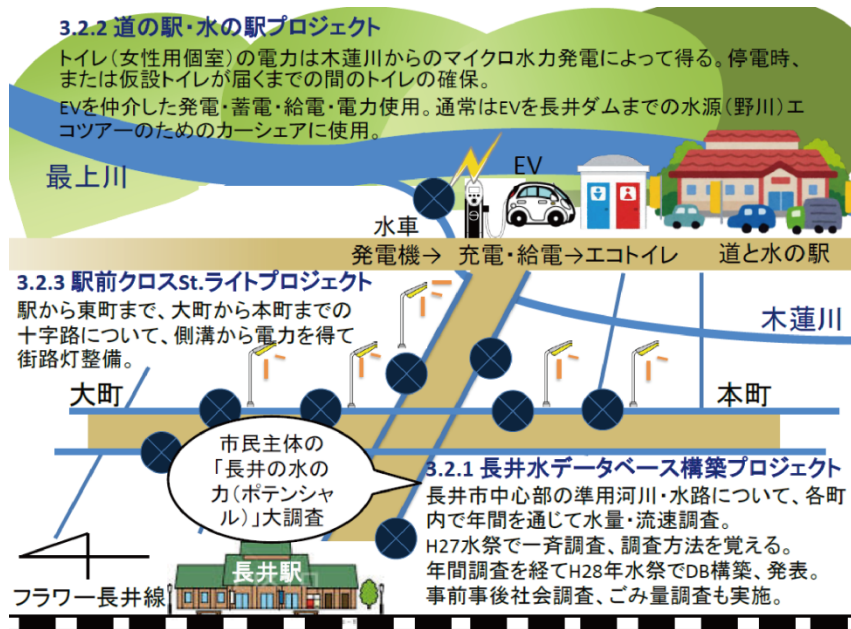 3.2.2 道の駅・水の駅プロジェクト
トイレ（女性用個室）の電力は木蓮川からのマイクロ水力発電によって得る。停電時、
または仮設トイレが届くまでの間のトイレの確保。
EVを仲介した発電・蓄電・給電・電力使用。通常はEVを長井ダムまでの水源（野川）エ
コツアーのためのカーシェアに使用。
最上川
EV
水車
発電機→
充電・給電→エコトイレ
道と水の駅
3.2.3 駅前クロスSt.ライトプロジェクト
駅から東町まで、大町から本町までの
十字路について、側溝から電力を得て
街路灯整備。
木蓮川
大町
本町
市民主体の
「長井の水の
力（ポテンシャ
ル）」大調査
3.2.1 長井水データベース構築プロジェクト
長井市中心部の準用河川・水路について、各町
内で年間を通じて水量・流速調査。
H27水祭で一斉調査、調査方法を覚える。
年間調査を経てH28年水祭でDB構築、発表。
事前事後社会調査、ごみ量調査も実施。
長井駅
フラワー長井線